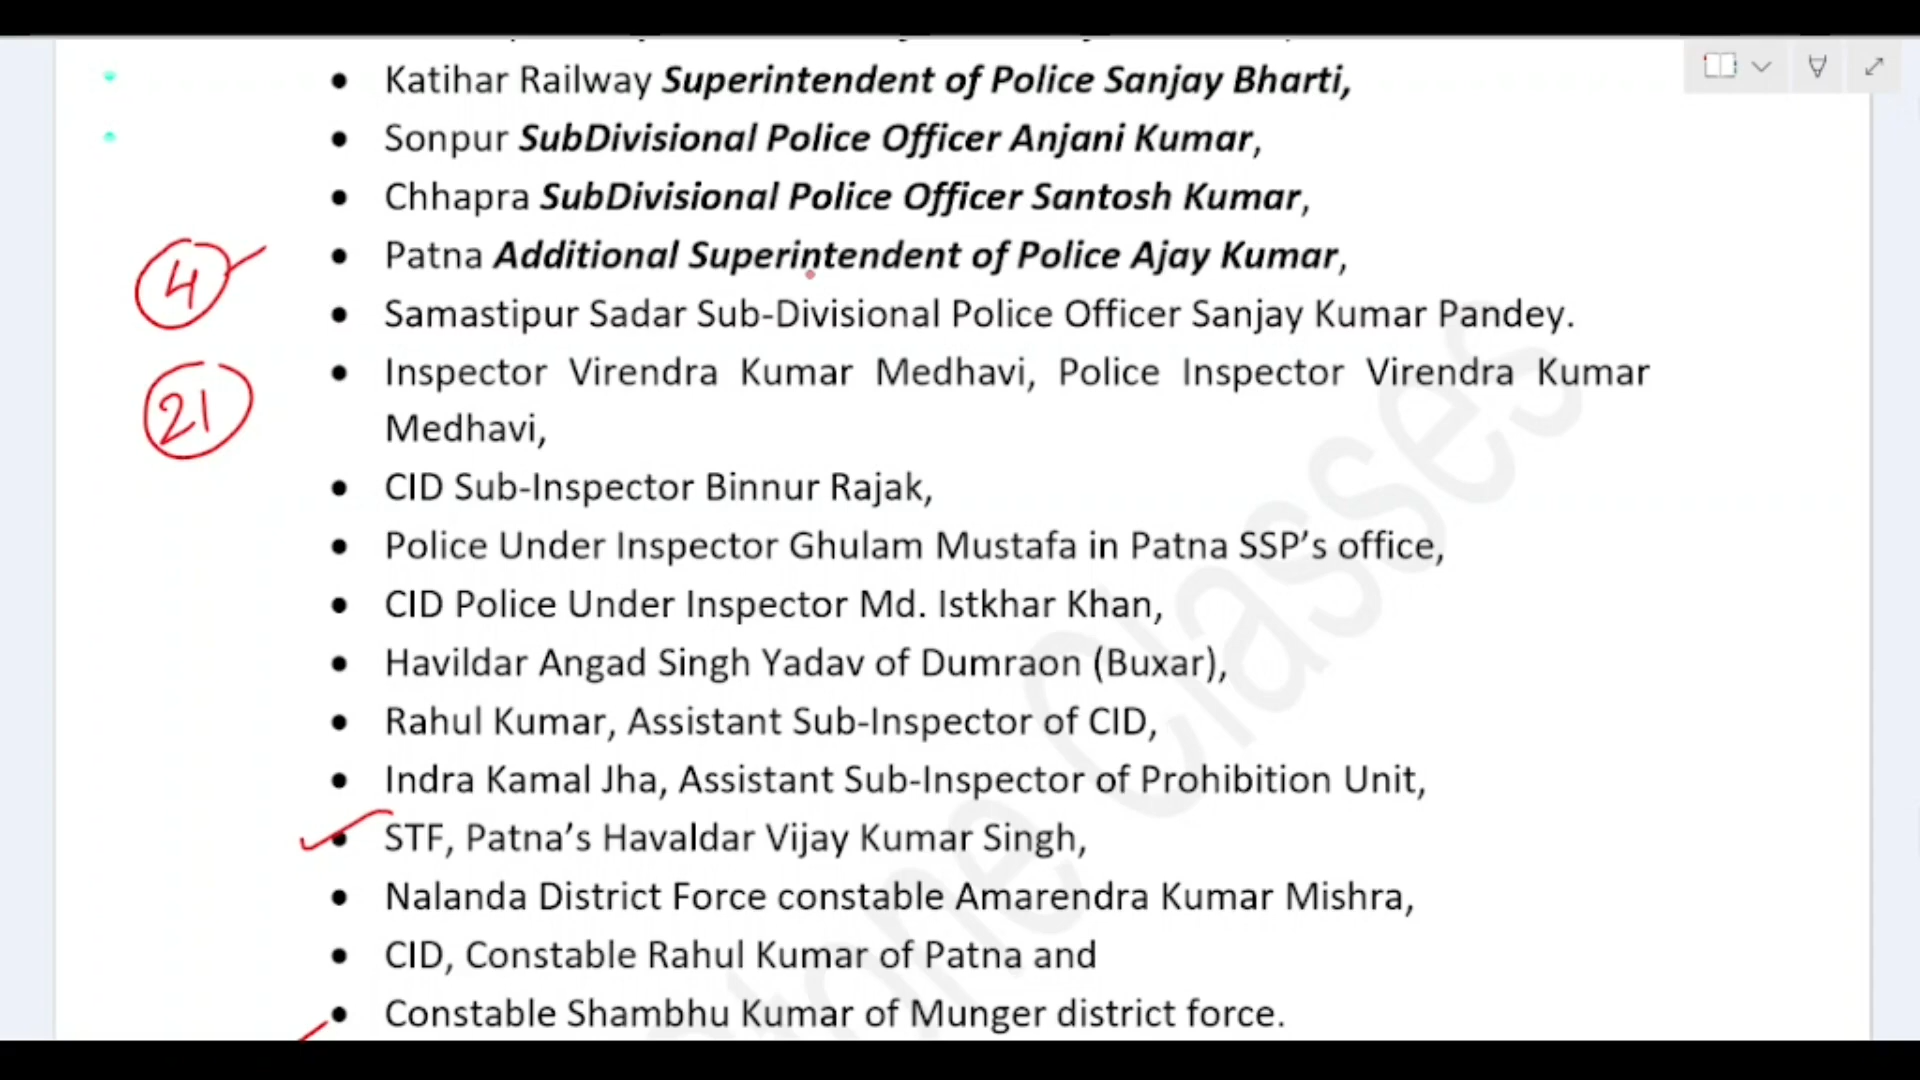 • Katihar Railway Superintendent of Police Sanjay Bharti,
• Sonpur SubDivisional Police Officer Anjani Kumar,
• Chhapra SubDivisional Police Officer Santosh Kumar,
• Patna Additional Superintendent of Police Ajay Kumar,
4
• Samastipur Sadar Sub-Divisional Police Officer Sanjay Kumar Pandey.
• Inspector Virendra Kumar Medhavi, Police Inspector Virendra Kumar
21
Medhavi,
• CID Sub-Inspector Binnur Rajak,
• Police Under Inspector Ghulam Mustafa in Patna SSP’s office,
• CID Police Under Inspector Md. Istkhar Khan,
• Havildar Angad Singh Yadav of Dumraon (Buxar),
• Rahul Kumar, Assistant Sub-Inspector of CID,
• Indra Kamal Jha, Assistant Sub-Inspector of Prohibition Unit,
• STF, Patna’s Havaldar Vijay Kumar Singh,
• Nalanda District Force constable Amarendra Kumar Mishra,
• CID, Constable Rahul Kumar of Patna and
• Constable Shambhu Kumar of Munger district force.
Classes